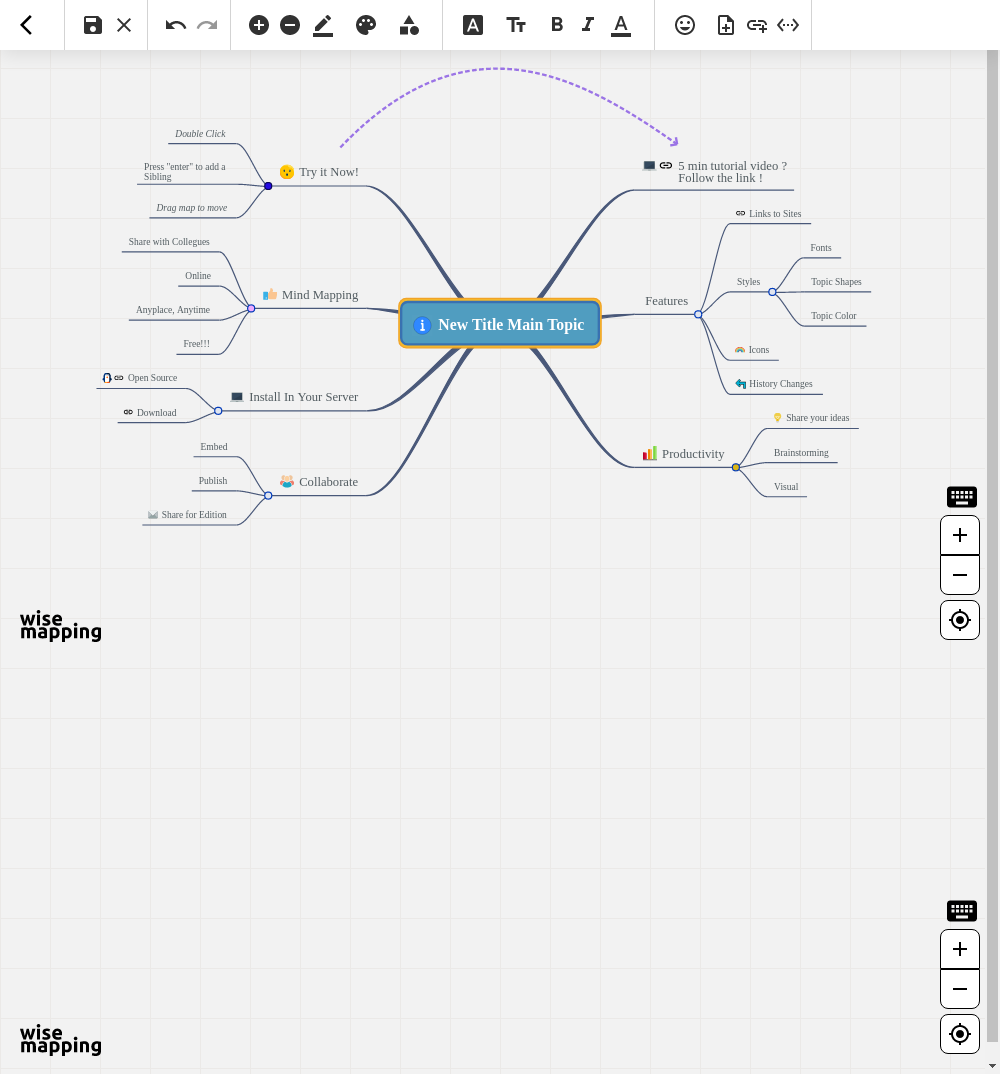 Double Click
Press "enter" to add a
Sibling
Drag map to move
Try it Now!
Share with Collegues
Online
Anyplace, Anytime
Free!!!
Mind Mapping
Open Source
Download
Install In Your Server
Embed
Publish
Share for Edition
Collaborate
New Title Main Topic
5 min tutorial video ?
Follow the link !
Links to Sites
Fonts
Styles
Topic Shapes
Topic Color
Features
Icons
History Changes
Share your ideas
Productivity
Brainstorming
Visual
wise
mapping
wise
mapping